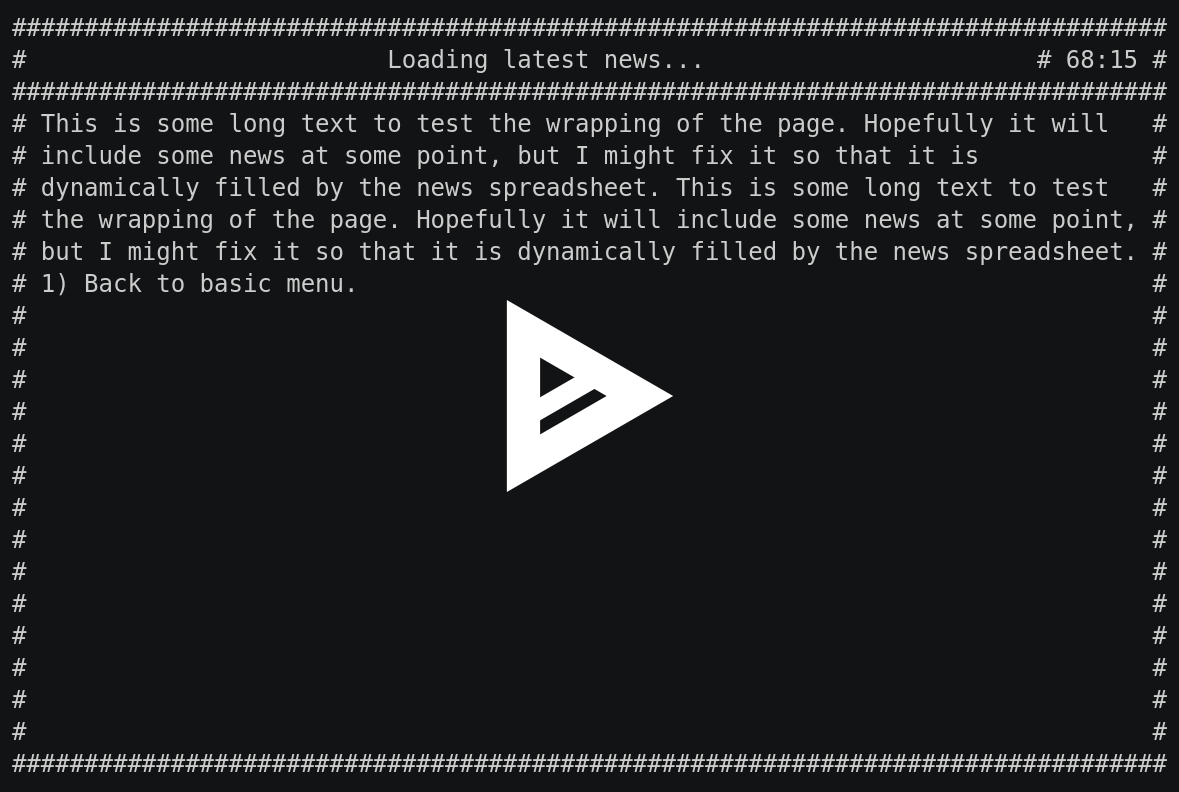 ################################################################################
#                         Loading latest news...                       # 68:15 #
################################################################################
# This is some long text to test the wrapping of the page. Hopefully it will   #
# include some news at some point, but I might fix it so that it is            #
# dynamically filled by the news spreadsheet. This is some long text to test   #
# the wrapping of the page. Hopefully it will include some news at some point, #
# but I might fix it so that it is dynamically filled by the news spreadsheet. #
# 1) Back to basic menu.                                                       #
#                                                                              #
#                                                                              #
#                                                                              #
#                                                                              #
#                                                                              #
#                                                                              #
#                                                                              #
#                                                                              #
#                                                                              #
#                                                                              #
#                                                                              #
#                                                                              #
#                                                                              #
#                                                                              #
################################################################################